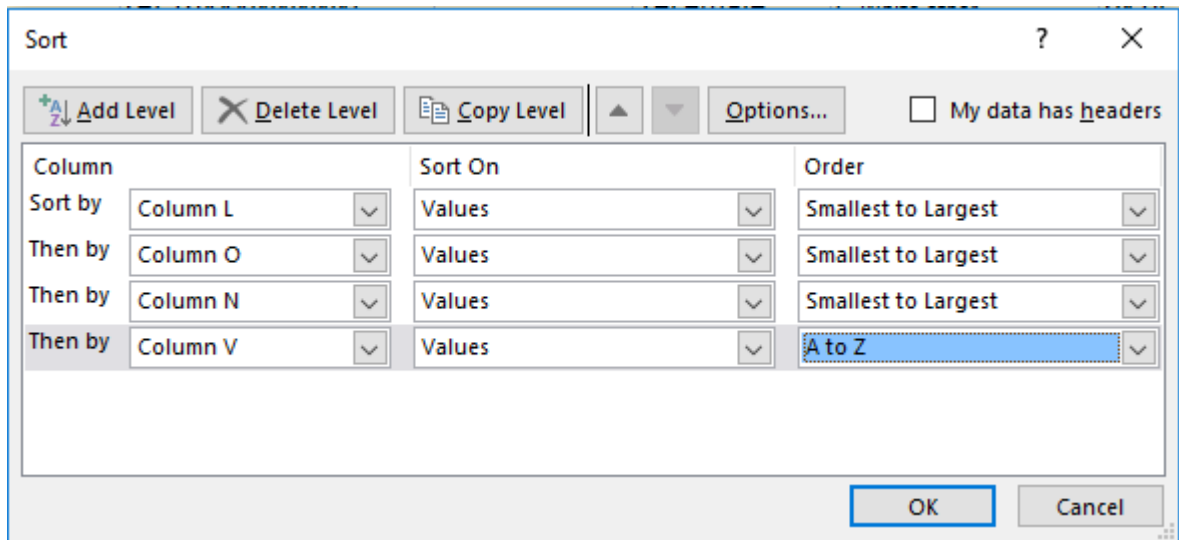 Sort ? ×
Add Level Delete Level Copy Level Options... My data has headers
Column Sort On Order
Sort by Column L Values Smallest to Largest
Then by Column O Values Smallest to Largest
Then by Column N Values Smallest to Largest
Then by Column V Values A to Z
OK Cancel